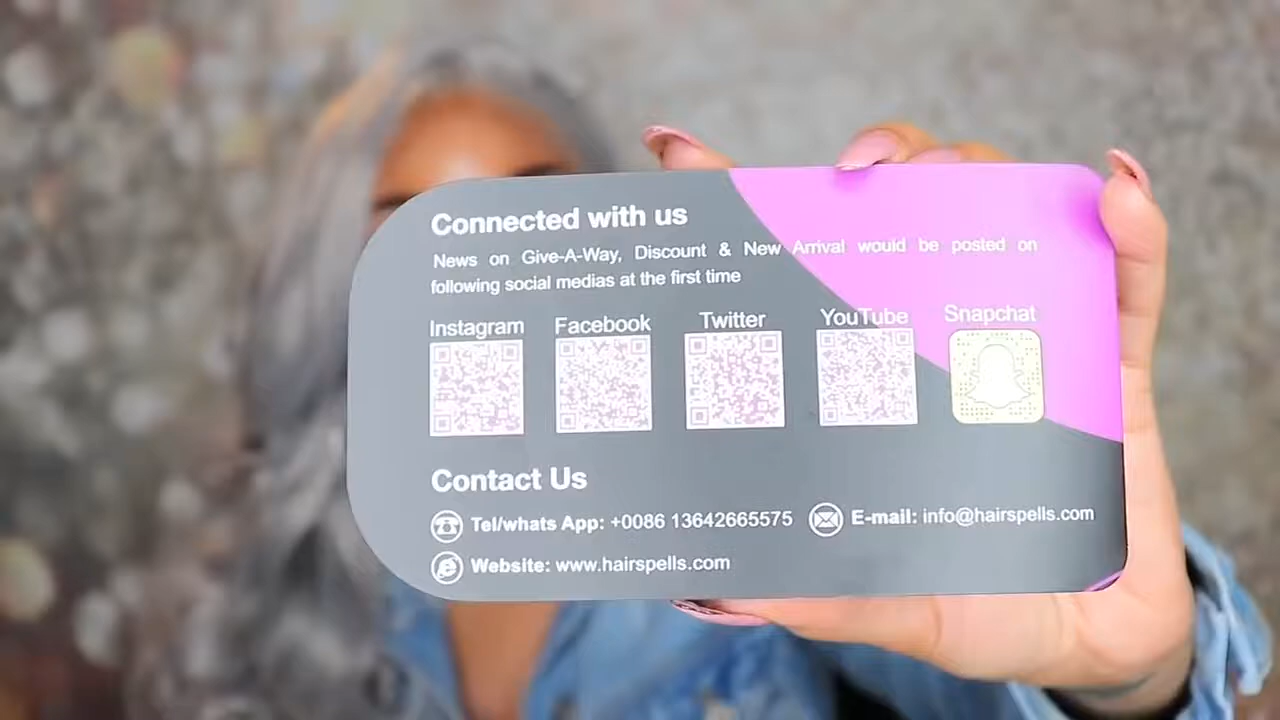 Connected with us
News on Give-A-Way, Discount & New Arrival would be posted on
following social medias at the first time
Instagram Facebook Twitter YouTube Snapchat
Contact Us
Tel/whats App: +0086 13642665575 E-mail: info@hairspells.com
Website: www.hairspells.com